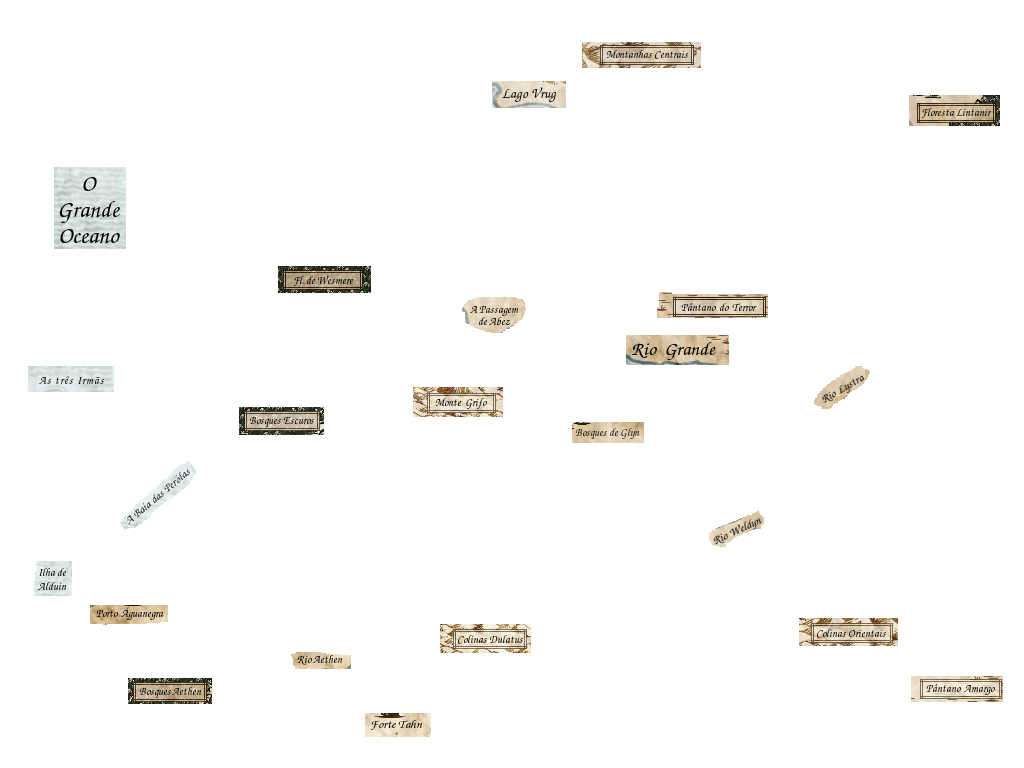 Montanhas Centrais
Lago Vrug
Floresta Lintanir
O
Grande
Oceano
Fl. de Wesmere
A Passagem
de Abez
Pântano do Terror
Rio Grande
As três Irmãs
Rio Lystra
Monte Grifo
Bosques Escuros
Bosques de Glyn
A Baía das Perólas
Rio Weldyn
Ilha de
Alduin
Porto Aguanegra
Colinas Dulatus
Colinas Orientais
Rio Aethen
Bosques Aethen
Pântano Amargo
Forte Tahn